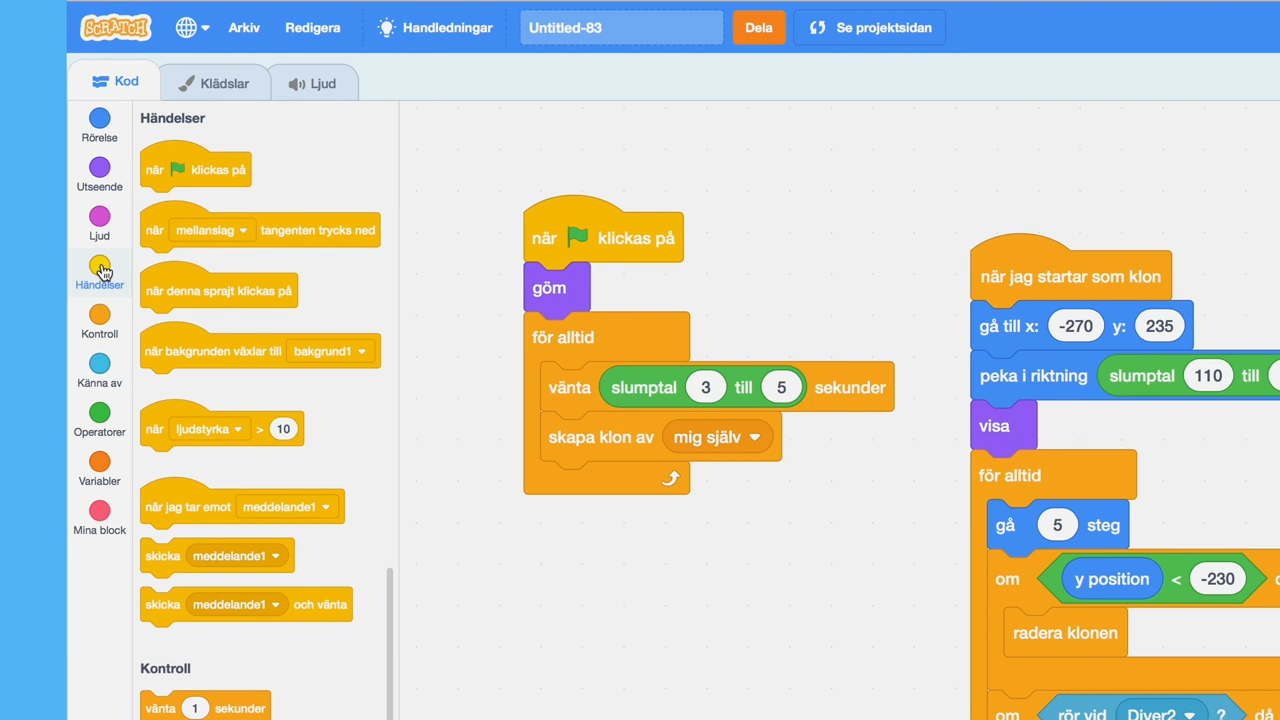 SCRATCH
Arkiv
Redigera
Handledningar
Untitled-83
Dela
Se projektsidan
Kod
Klädslar
Ljud
Rörelse
Utseende
Ljud
Händelser
Kontroll
Känna av
Operatorer
Variabler
Mina block
Händelser
när klickas på
när mellanslag tangenten trycks ned
när denna sprajt klickas på
när bakgrunden växlar till bakgrund1
när ljudstyrka > 10
när jag tar emot meddelande1
skicka meddelande1
skicka meddelande1 och vänta
Kontroll
vänta 1 sekunder
när klickas på
göm
för alltid
vänta slumptal 3 till 5 sekunder
skapa klon av mig själv
när jag startar som klon
gå till x: -270 y: 235
peka i riktning slumptal 110 till
visa
för alltid
gå 5 steg
om y position < -230
radera klonen
om rör vid Diver2 ? då